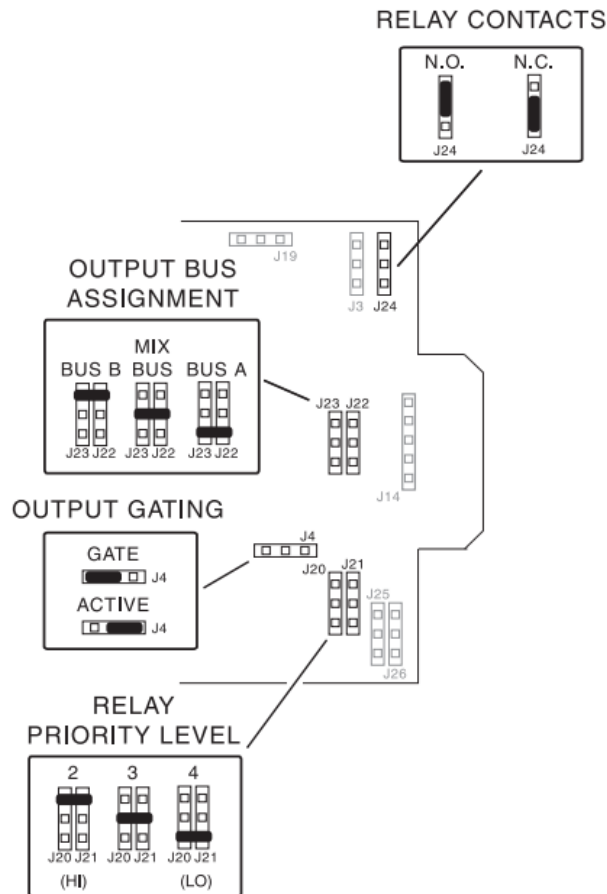 RELAY CONTACTS
N.O. N.C.
J24 J24
J19
J3 J24
OUTPUT BUS
ASSIGNMENT
MIX
BUS B BUS BUS A
J23 J22 J23 J22 J23 J22
J23 J22
J14
OUTPUT GATING
GATE
J4
ACTIVE
J4
J4
J20 J21
J25
J26
RELAY
PRIORITY LEVEL
2 3 4
J20 J21 J20 J21 J20 J21
(HI) (LO)